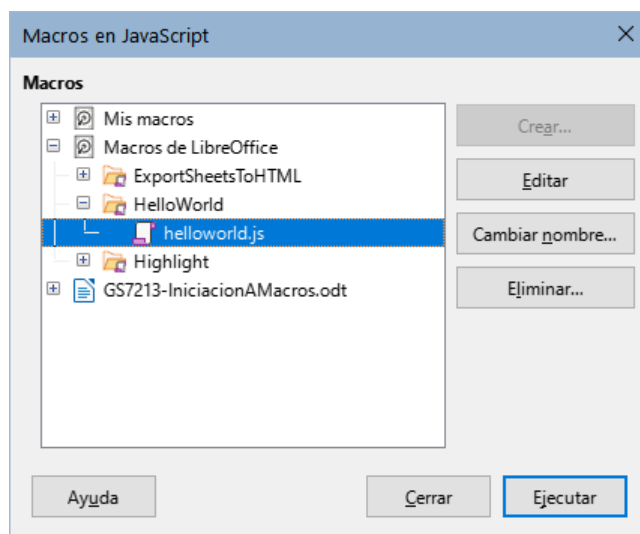 Macros en JavaScript
Macros
Mis macros
Macros de LibreOffice
ExportSheetsToHTML
HelloWorld
helloworld.js
Highlight
GS7213-IniciacionAMacros.odt
Crear...
Editar
Cambiar nombre...
Eliminar...
Ayuda
Cerrar
Ejecutar